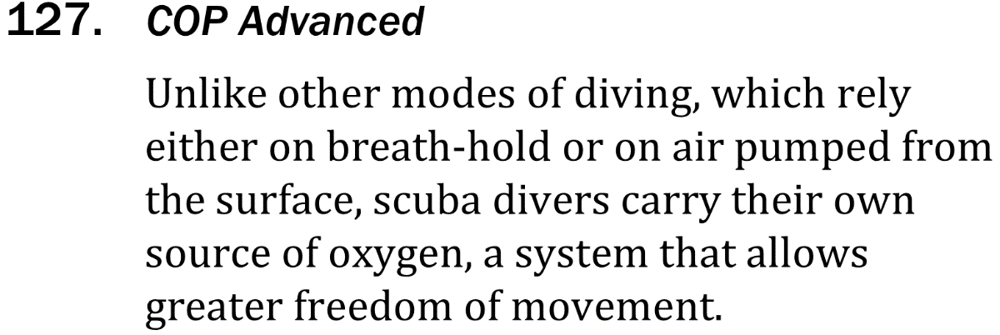 127. COP Advanced
Unlike other modes of diving, which rely
either on breath-hold or on air pumped from
the surface, scuba divers carry their own
source of oxygen, a system that allows
greater freedom of movement.